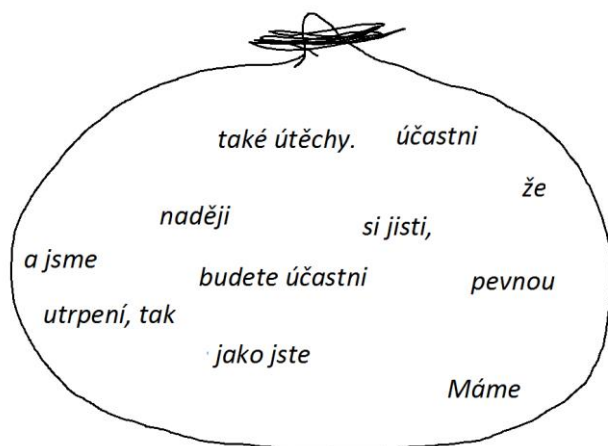 také útěchy.
účastni
že
naději
si jisti,
a jsme
budete účastni
pevnou
utrpení, tak
jako jste
Máme